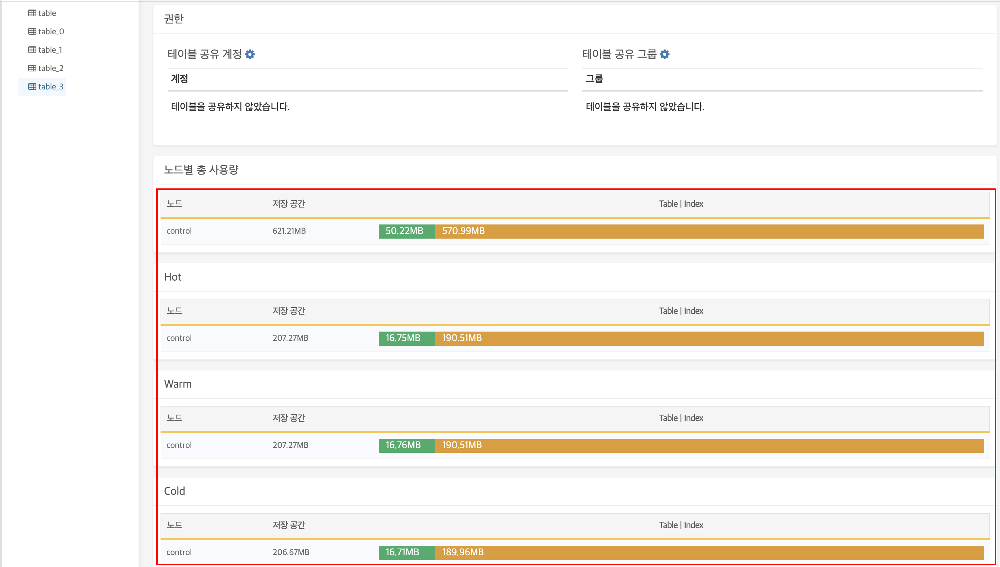 table
table_0
table_1
table_2
table_3
권한
테이블 공유 계정
테이블 공유 그룹
계정
그룹
테이블을 공유하지 않았습니다.
테이블을 공유하지 않았습니다.
노드별 총 사용량
노드 저장 공간 Table | Index
control 621.21MB 50.22MB 570.99MB
Hot
노드 저장 공간 Table | Index
control 207.27MB 16.75MB 190.51MB
Warm
노드 저장 공간 Table | Index
control 207.27MB 16.76MB 190.51MB
Cold
노드 저장 공간 Table | Index
control 206.67MB 16.71MB 189.96MB